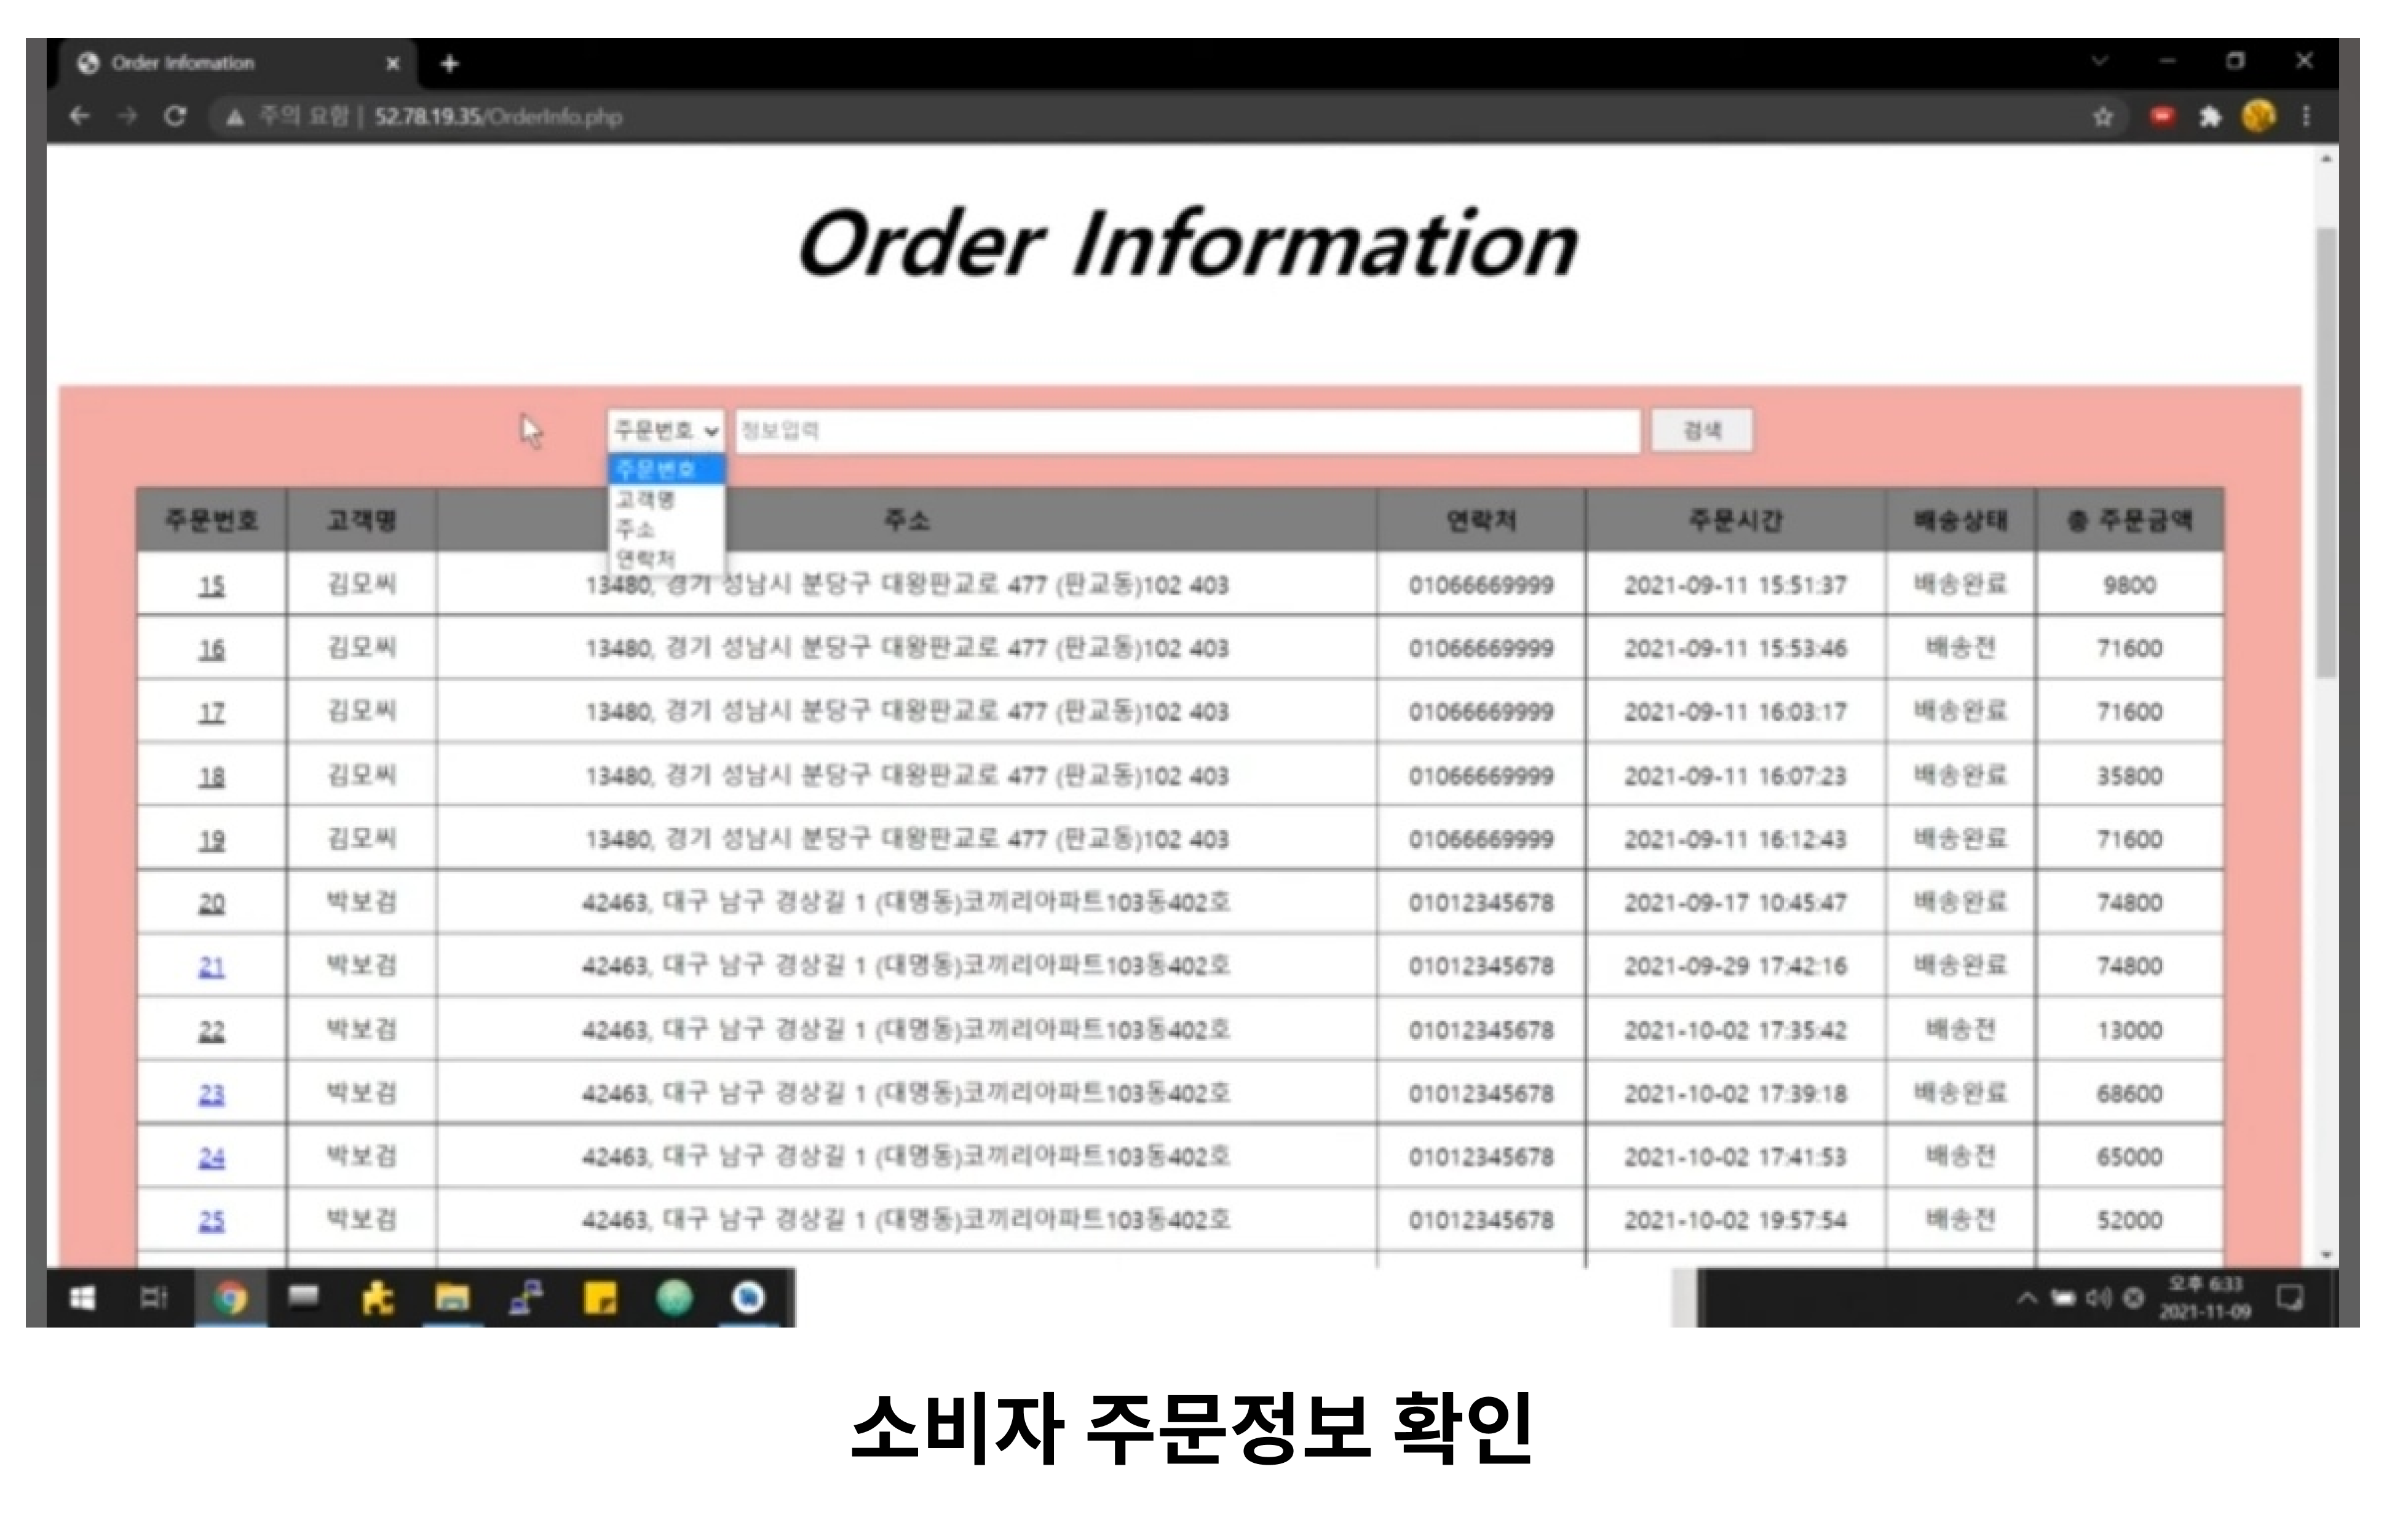 Order Infomation
주의 요함 | 52.78.19.35/OrderInfo.php
Order Information
주문번호 정보입력 검색
주문번호
고객명
주소
연락처
주문번호 고객명 주소 연락처 주문시간 배송상태 총 주문금액
15 김모씨 13480, 경기 성남시 분당구 대왕판교로 477 (판교동)102 403 01066669999 2021-09-11 15:51:37 배송완료 9800
16 김모씨 13480, 경기 성남시 분당구 대왕판교로 477 (판교동)102 403 01066669999 2021-09-11 15:53:46 배송전 71600
17 김모씨 13480, 경기 성남시 분당구 대왕판교로 477 (판교동)102 403 01066669999 2021-09-11 16:03:17 배송완료 71600
18 김모씨 13480, 경기 성남시 분당구 대왕판교로 477 (판교동)102 403 01066669999 2021-09-11 16:07:23 배송완료 35800
19 김모씨 13480, 경기 성남시 분당구 대왕판교로 477 (판교동)102 403 01066669999 2021-09-11 16:12:43 배송완료 71600
20 박보검 42463, 대구 남구 경상길 1 (대명동)코끼리아파트103동402호 01012345678 2021-09-17 10:45:47 배송완료 74800
21 박보검 42463, 대구 남구 경상길 1 (대명동)코끼리아파트103동402호 01012345678 2021-09-29 17:42:16 배송완료 74800
22 박보검 42463, 대구 남구 경상길 1 (대명동)코끼리아파트103동402호 01012345678 2021-10-02 17:35:42 배송전 13000
23 박보검 42463, 대구 남구 경상길 1 (대명동)코끼리아파트103동402호 01012345678 2021-10-02 17:39:18 배송완료 68600
24 박보검 42463, 대구 남구 경상길 1 (대명동)코끼리아파트103동402호 01012345678 2021-10-02 17:41:53 배송전 65000
25 박보검 42463, 대구 남구 경상길 1 (대명동)코끼리아파트103동402호 01012345678 2021-10-02 19:57:54 배송전 52000
오후 6:33
2021-11-09
소비자 주문정보 확인